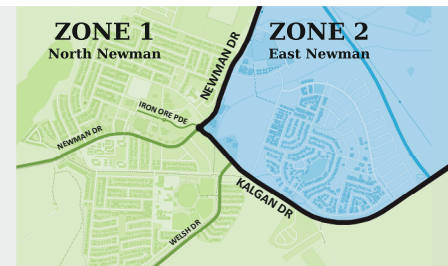 ZONE 1
North Newman
ZONE 2
East Newman
NEWMAN DR
IRON ORE PDE
NEWMAN DR
KALGAN DR
WELSH DR